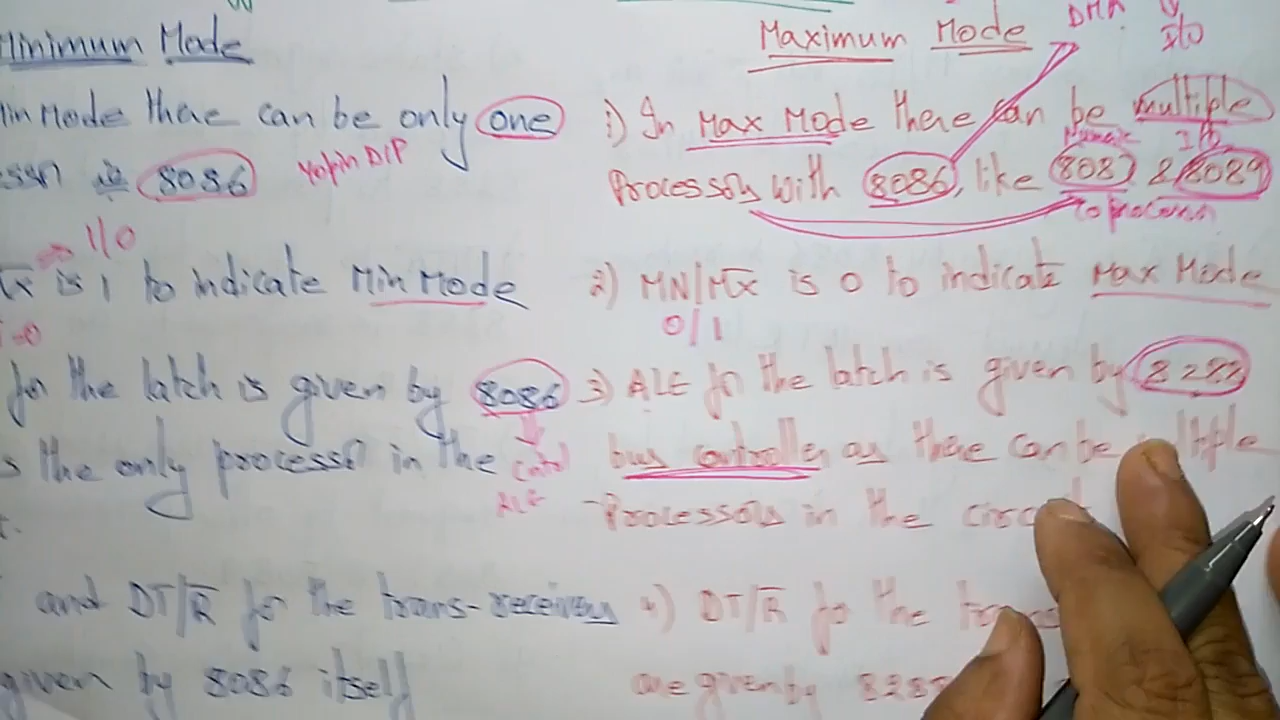 Minimum Mode
Min Mode there can be only one
is 8086
40 pin DIP
1/0
is 1 to indicate Min Mode
=0
for the latch is given by 8086
the only processor in the
ALE
and DT/R̅ for the trans-receivers
given by 8086 itself
Maximum Mode
DMA
I/O
1) In Max Mode there can be multiple
Numeric I/O
Processors with 8086, like 8087 & 8089
Coprocessor
2) MN/M̅X̅ is 0 to indicate Max Mode
0/1
3) ALE for the latch is given by 8288
bus controller as there can be
Processors in the
4) DT/R̅ for the
are given by